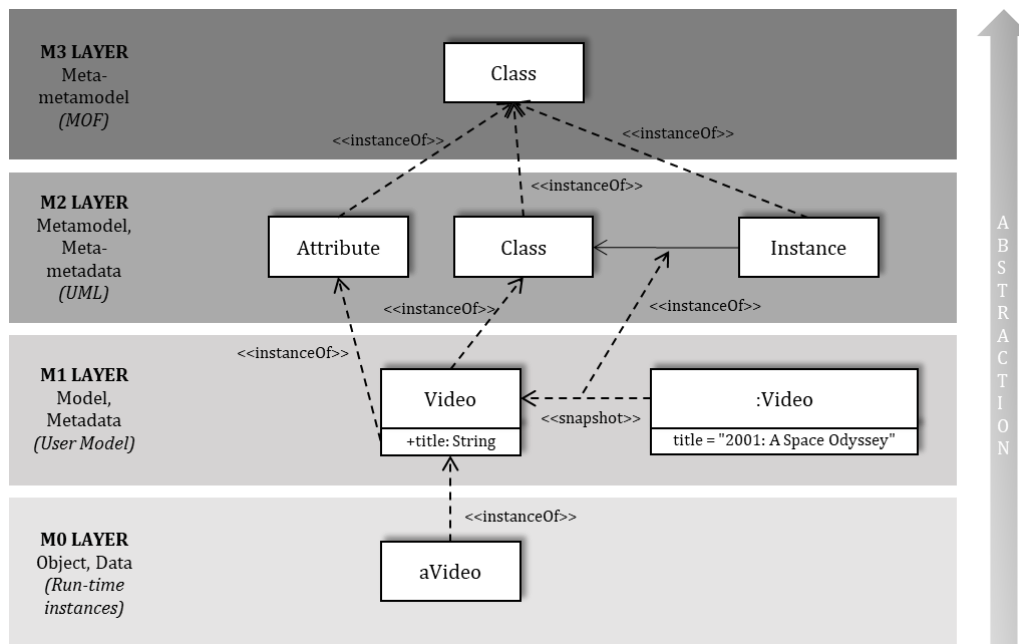 M3 LAYER
Meta-
metamodel
(MOF)
Class
<<instanceOf>>
<<instanceOf>>
<<instanceOf>>
M2 LAYER
Metamodel,
Meta-
metadata
(UML)
Attribute
Class
Instance
<<instanceOf>>
<<instanceOf>>
<<instanceOf>>
M1 LAYER
Model,
Metadata
(User Model)
Video
+title: String
<<snapshot>>
:Video
title = "2001: A Space Odyssey"
<<instanceOf>>
M0 LAYER
Object, Data
(Run-time
instances)
aVideo
ABSTRACTION